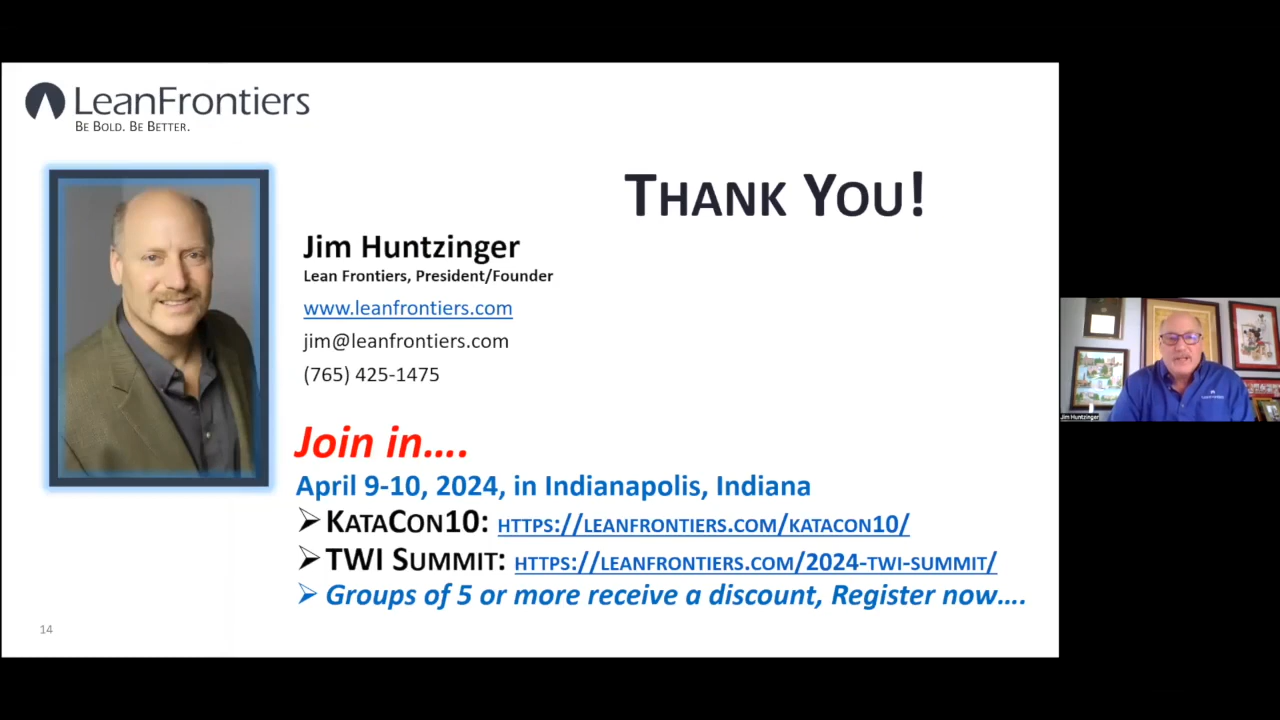 LeanFrontiers
BE BOLD. BE BETTER.
THANK YOU!
Jim Huntzinger
Lean Frontiers, President/Founder
www.leanfrontiers.com
jim@leanfrontiers.com
(765) 425-1475
Join in....
April 9-10, 2024, in Indianapolis, Indiana
➢ KATACON10: HTTPS://LEANFRONTIERS.COM/KATACON10/
➢ TWI SUMMIT: HTTPS://LEANFRONTIERS.COM/2024-TWI-SUMMIT/
➢ Groups of 5 or more receive a discount, Register now....
14
LeanFrontiers
Jim Huntzinger